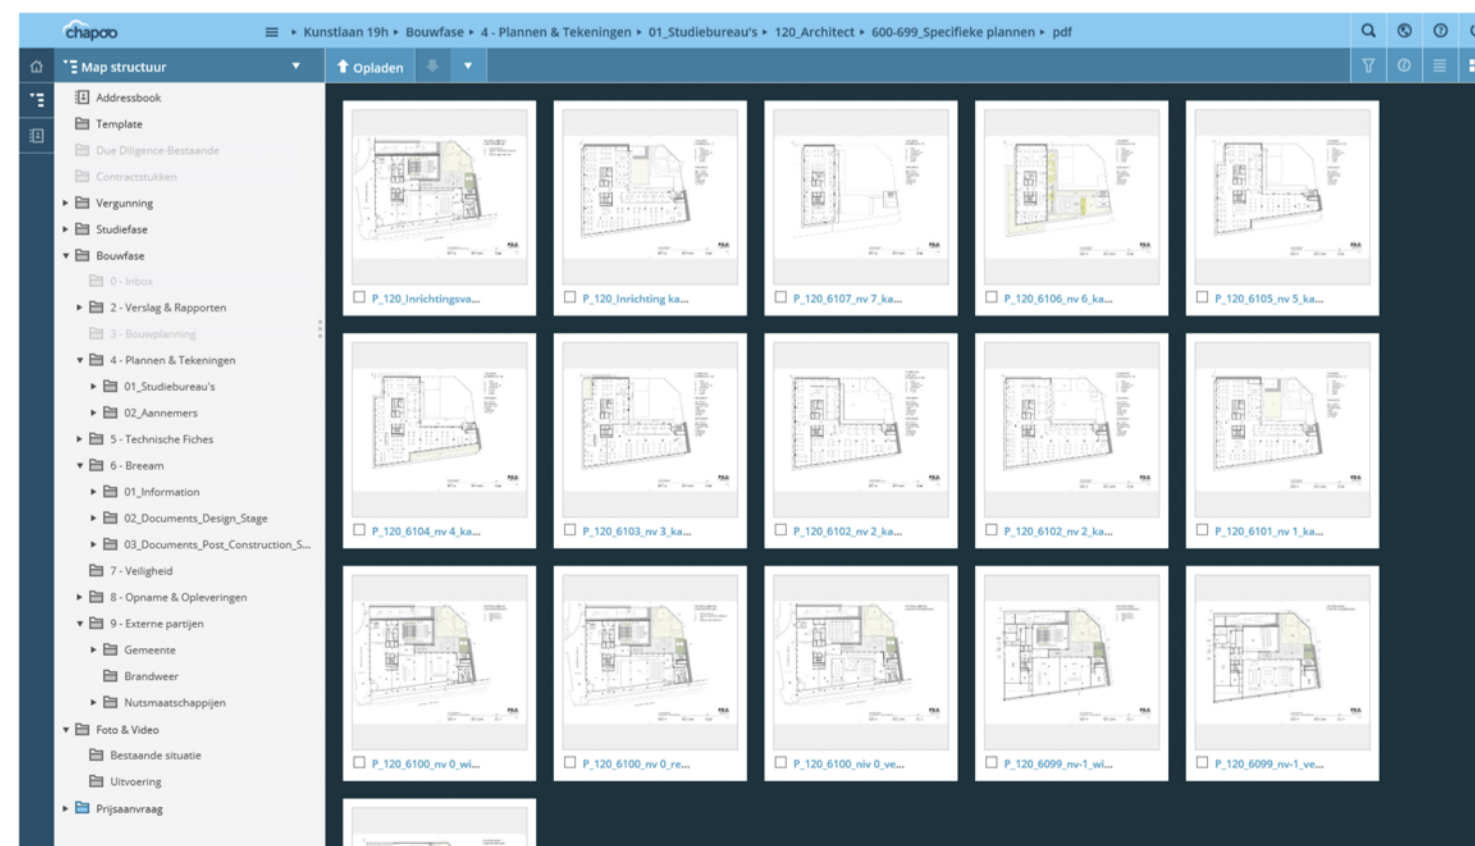 chapoo
Kunstlaan 19h ▸ Bouwfase ▸ 4 - Plannen & Tekeningen ▸ 01_Studiebureau's ▸ 120_Architect ▸ 600-699_Specifieke plannen ▸ pdf
Map structuur
Opladen
Addressbook
Template
Due Diligence-Bestaande
Contractstukken
Vergunning
Studiefase
Bouwfase
0 - Inbox
2 - Verslag & Rapporten
3 - Bouwplanning
4 - Plannen & Tekeningen
01_Studiebureau's
02_Aannemers
5 - Technische Fiches
6 - Breeam
01_Information
02_Documents_Design_Stage
03_Documents_Post_Construction_S...
7 - Veiligheid
8 - Opname & Opleveringen
9 - Externe partijen
Gemeente
Brandweer
Nutsmaatschappijen
Foto & Video
Bestaande situatie
Uitvoering
Prijsaanvraag
P_120_Inrichtingsva...
P_120_Inrichting ka...
P_120_6107_nv 7_ka...
P_120_6106_nv 6_ka...
P_120_6105_nv 5_ka...
P_120_6104_nv 4_ka...
P_120_6103_nv 3_ka...
P_120_6102_nv 2_ka...
P_120_6102_nv 2_ka...
P_120_6101_nv 1_ka...
P_120_6100_nv 0_wi...
P_120_6100_nv 0_re...
P_120_6100_niv 0_ve...
P_120_6099_nv-1_wi...
P_120_6099_nv-1_ve...